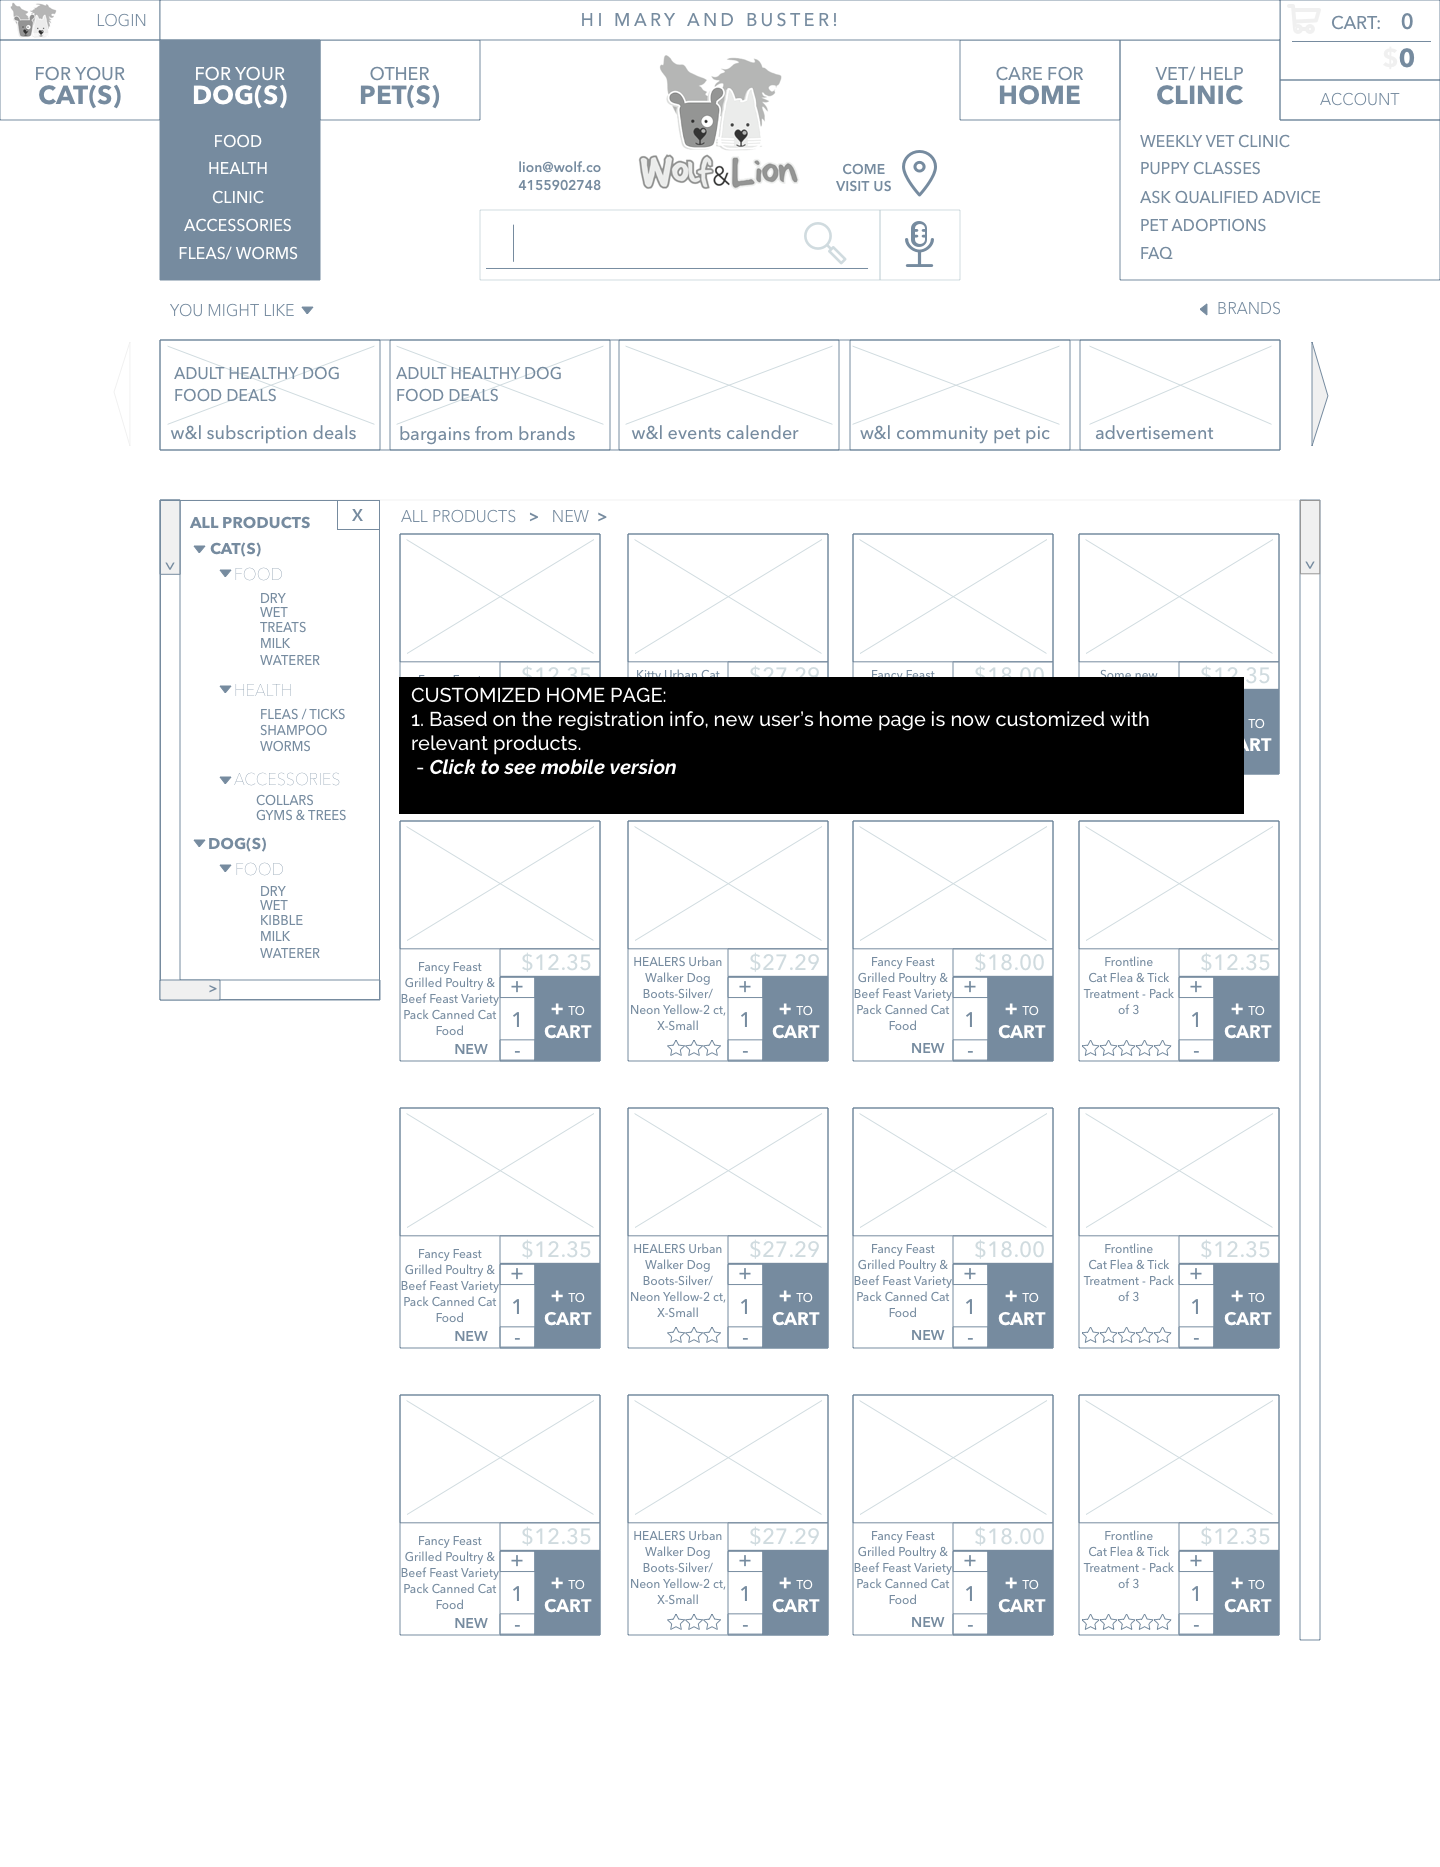 LOGIN
HI MARY AND BUSTER!
CART: 0
$0
ACCOUNT
FOR YOUR
CAT(S)
FOR YOUR
DOG(S)
OTHER
PET(S)
CARE FOR
HOME
VET/ HELP
CLINIC
FOOD
HEALTH
CLINIC
ACCESSORIES
FLEAS/ WORMS
lion@wolf.co
4155902748
Wolf&Lion
COME
VISIT US
WEEKLY VET CLINIC
PUPPY CLASSES
ASK QUALIFIED ADVICE
PET ADOPTIONS
FAQ
YOU MIGHT LIKE
BRANDS
ADULT HEALTHY DOG
FOOD DEALS
w&l subscription deals
ADULT HEALTHY DOG
FOOD DEALS
bargains from brands
w&l events calender
w&l community pet pic
advertisement
ALL PRODUCTS
X
CAT(S)
FOOD
DRY
WET
TREATS
MILK
WATERER
HEALTH
FLEAS / TICKS
SHAMPOO
WORMS
ACCESSORIES
COLLARS
GYMS & TREES
DOG(S)
FOOD
DRY
WET
KIBBLE
MILK
WATERER
>
v
ALL PRODUCTS > NEW >
v
$12.35
Kitty Urban Cat
$27.29
Fancy Feast
$18.00
Some new
$12.35
TO
ART
CUSTOMIZED HOME PAGE:
1. Based on the registration info, new user’s home page is now customized with
relevant products.
- Click to see mobile version
Fancy Feast
Grilled Poultry &
Beef Feast Variety
Pack Canned Cat
Food
NEW
$12.35
+
1
-
+ TO
CART
HEALERS Urban
Walker Dog
Boots-Silver/
Neon Yellow-2 ct,
X-Small
$27.29
+
1
-
+ TO
CART
Fancy Feast
Grilled Poultry &
Beef Feast Variety
Pack Canned Cat
Food
NEW
$18.00
+
1
-
+ TO
CART
Frontline
Cat Flea & Tick
Treatment - Pack
of 3
$12.35
+
1
-
+ TO
CART
Fancy Feast
Grilled Poultry &
Beef Feast Variety
Pack Canned Cat
Food
NEW
$12.35
+
1
-
+ TO
CART
HEALERS Urban
Walker Dog
Boots-Silver/
Neon Yellow-2 ct,
X-Small
$27.29
+
1
-
+ TO
CART
Fancy Feast
Grilled Poultry &
Beef Feast Variety
Pack Canned Cat
Food
NEW
$18.00
+
1
-
+ TO
CART
Frontline
Cat Flea & Tick
Treatment - Pack
of 3
$12.35
+
1
-
+ TO
CART
Fancy Feast
Grilled Poultry &
Beef Feast Variety
Pack Canned Cat
Food
NEW
$12.35
+
1
-
+ TO
CART
HEALERS Urban
Walker Dog
Boots-Silver/
Neon Yellow-2 ct,
X-Small
$27.29
+
1
-
+ TO
CART
Fancy Feast
Grilled Poultry &
Beef Feast Variety
Pack Canned Cat
Food
NEW
$18.00
+
1
-
+ TO
CART
Frontline
Cat Flea & Tick
Treatment - Pack
of 3
$12.35
+
1
-
+ TO
CART